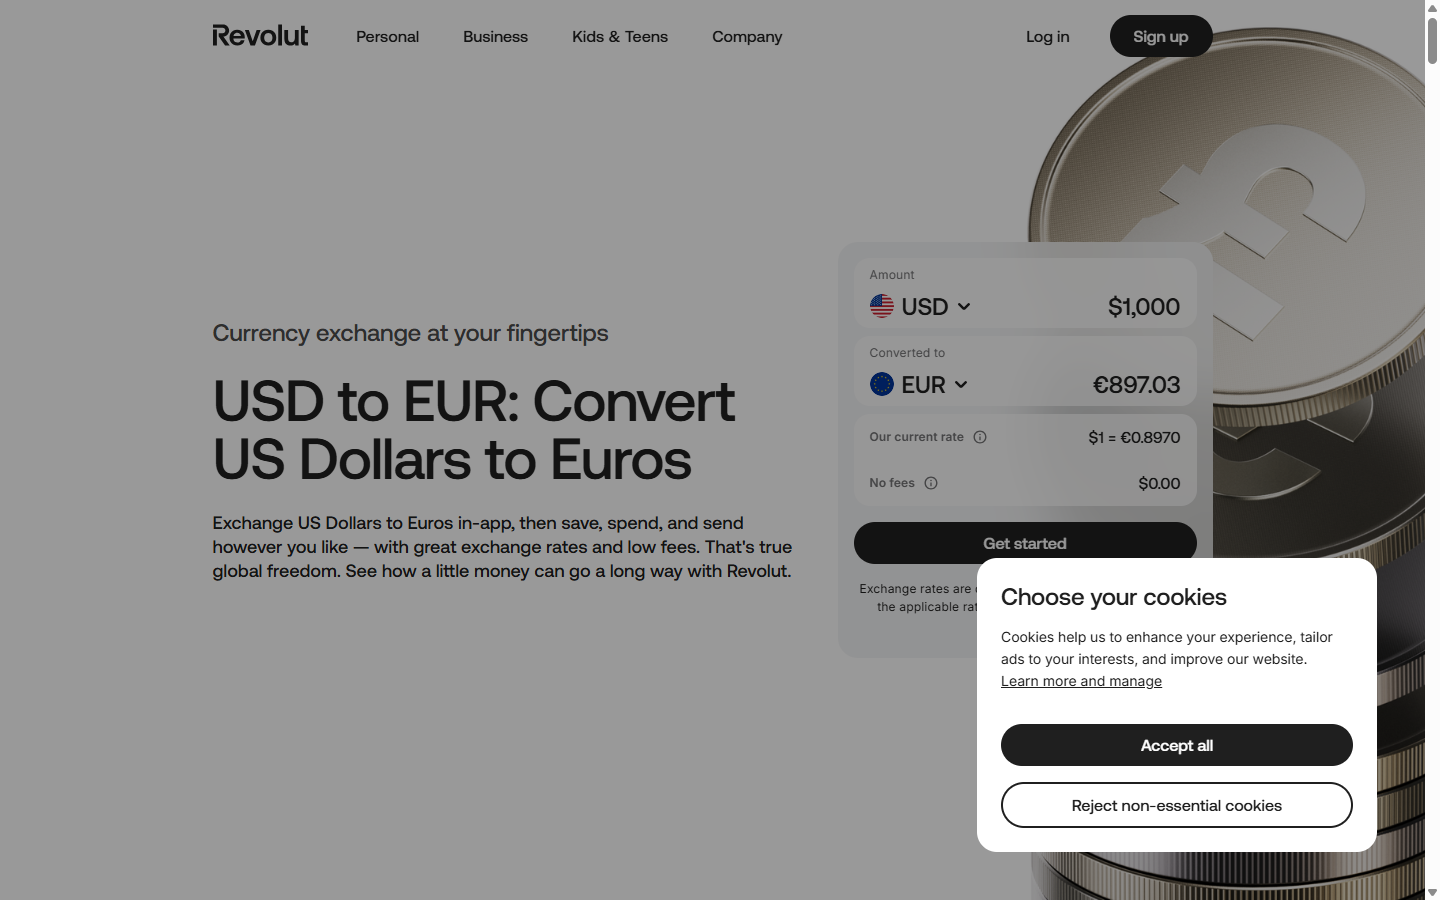 Revolut
Personal
Business
Kids & Teens
Company
Log in
Sign up
Currency exchange at your fingertips
USD to EUR: Convert
US Dollars to Euros
Exchange US Dollars to Euros in-app, then save, spend, and send
however you like — with great exchange rates and low fees. That's true
global freedom. See how a little money can go a long way with Revolut.
Amount
USD
$1,000
Converted to
EUR
€897.03
Our current rate
$1 = €0.8970
No fees
$0.00
Get started
Exchange rates are
the applicable
Choose your cookies
Cookies help us to enhance your experience, tailor
ads to your interests, and improve our website.
Learn more and manage
Accept all
Reject non-essential cookies